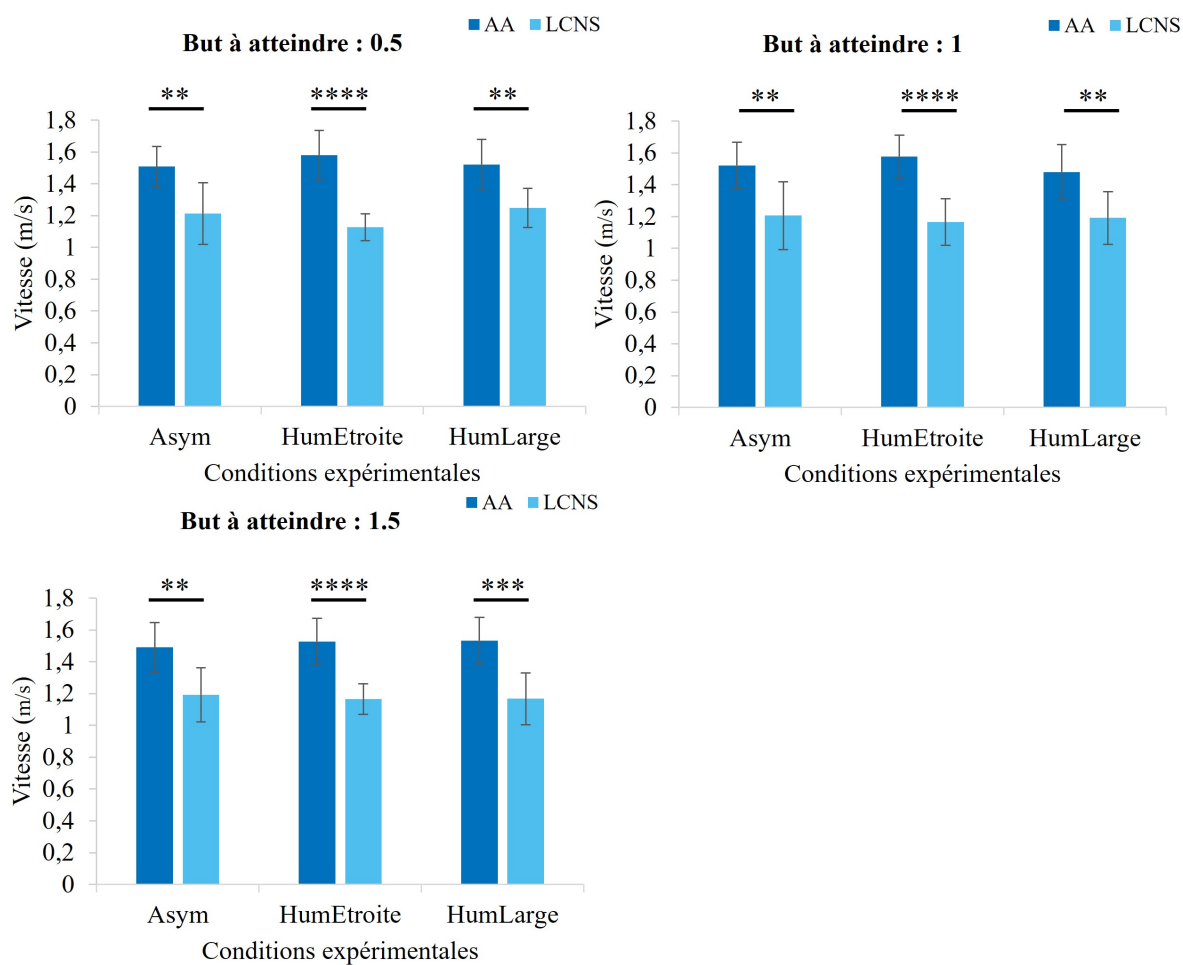 AA LCNS
But à atteindre : 0.5
** **** **
1,8
1,6
1,4
1,2
1
0,8
0,6
0,4
0,2
0
Vitesse (m/s)
Asym HumEtroite HumLarge
Conditions expérimentales
AA LCNS
But à atteindre : 1
** **** **
1,8
1,6
1,4
1,2
1
0,8
0,6
0,4
0,2
0
Vitesse (m/s)
Asym HumEtroite HumLarge
Conditions expérimentales
AA LCNS
But à atteindre : 1.5
** **** ***
1,8
1,6
1,4
1,2
1
0,8
0,6
0,4
0,2
0
Vitesse (m/s)
Asym HumEtroite HumLarge
Conditions expérimentales